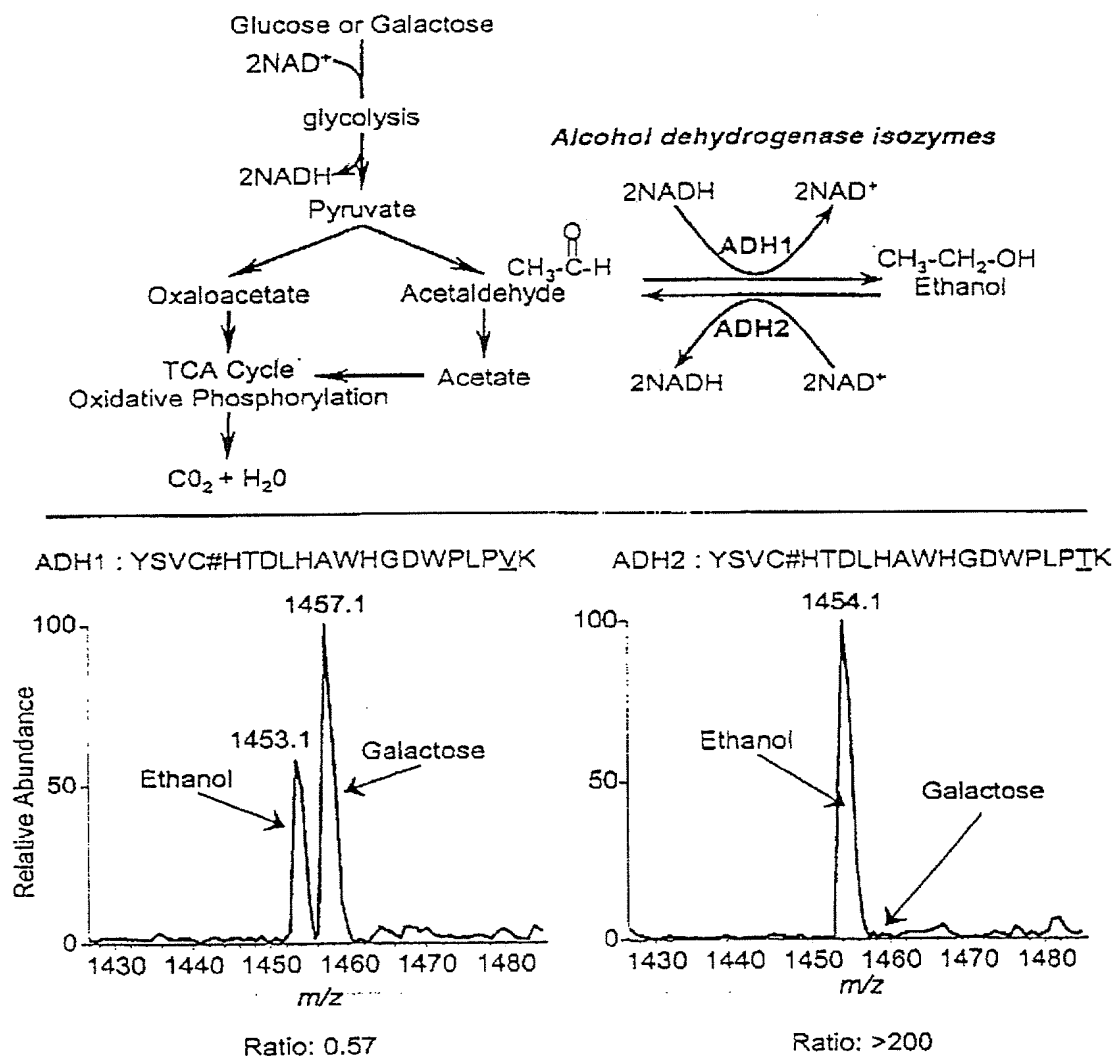 Glucose or Galactose
2NAD⁺
glycolysis
2NADH
Pyruvate
Oxaloacetate
Acetaldehyde
TCA Cycle
Oxidative Phosphorylation
Acetate
CO₂ + H₂0
Alcohol dehydrogenase isozymes
2NADH
2NAD⁺
ADH1
O
CH₃-C-H
CH₃-CH₂-OH
Ethanol
ADH2
2NADH
2NAD⁺
ADH1 : YSVC#HTDLHAWHGDWPLPVK
1457.1
100
1453.1
Galactose
Ethanol
50
Relative Abundance
0
1430 1440 1450 1460 1470 1480
m/z
Ratio: 0.57
ADH2 : YSVC#HTDLHAWHGDWPLPTK
1454.1
100
Ethanol
50
Galactose
0
1430 1440 1450 1460 1470 1480
m/z
Ratio: >200